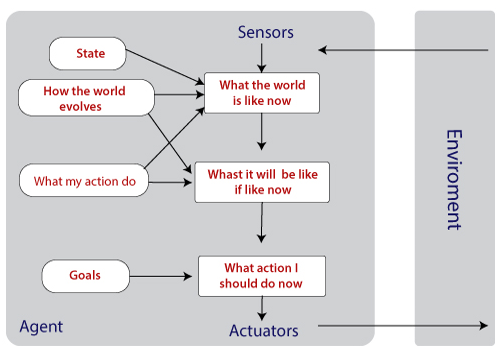 Sensors
State
What the world
is like now
How the world
evolves
What my action do
Whast it will be like
if like now
Goals
What action I
should do now
Agent
Actuators
Enviroment